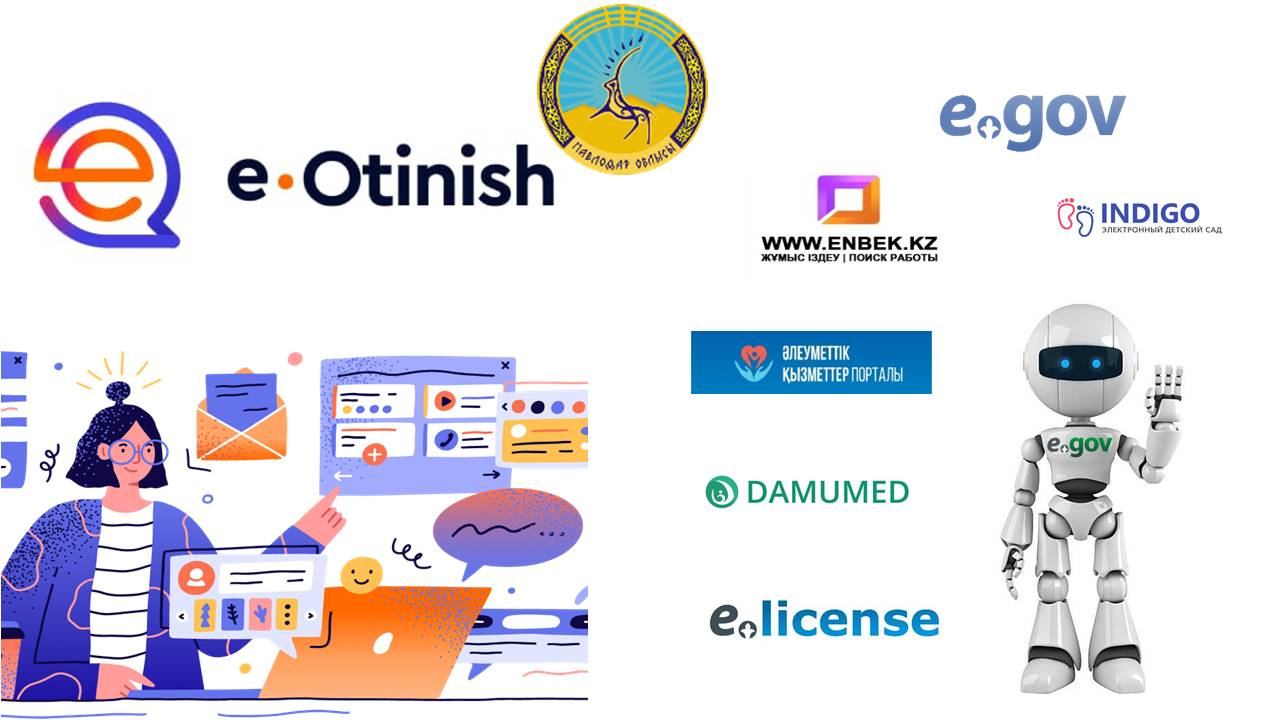 ПАВЛОДАР ОБЛЫСЫ
e
e·Otinish
e.gov
WWW.ENBEK.KZ
ЖҰМЫС ІЗДЕУ | ПОИСК РАБОТЫ
INDIGO
ЭЛЕКТРОННЫЙ ДЕТСКИЙ САД
ӘЛЕУМЕТТІК
ҚЫЗМЕТТЕР ПОРТАЛЫ
e.gov
DAMUMED
e.license